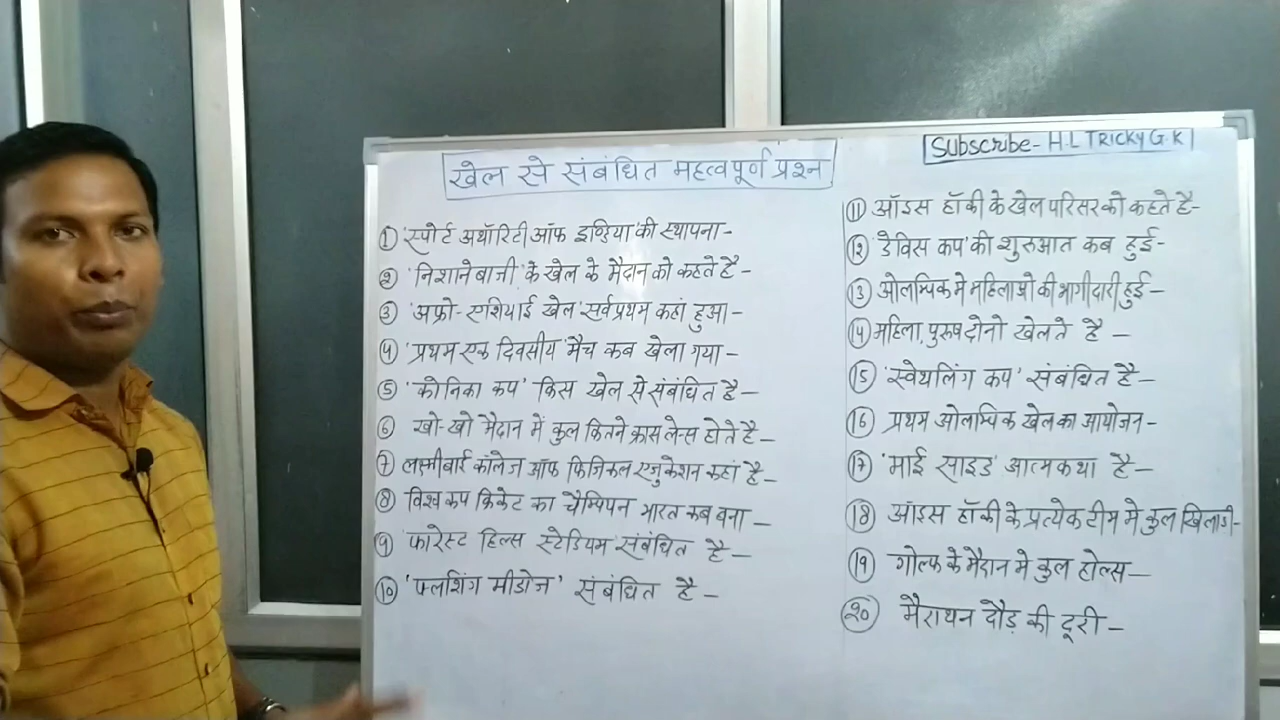 खेल से संबंधित महत्वपूर्ण प्रश्न
Subscribe- H.L TRICKY G.K
① 'स्पोर्ट अथॉरिटी ऑफ इण्डिया' की स्थापना-
② 'निशानेबाजी' के खेल के मैदान को कहते है-
③ 'अफ्रो-एशियाई खेल' सर्वप्रथम कहां हुआ-
④ 'प्रथम एक दिवसीय' मैच कब खेला गया-
⑤ 'कोनिका कप' किस खेल से संबंधित है-
⑥ खो-खो मैदान में कुल कितने क्रास लेन्स होते है-
⑦ लक्ष्मीबाई कॉलेज ऑफ फिजिकल एजुकेशन कहां है-
⑧ विश्व कप क्रिकेट का चैम्पियन भारत कब बना-
⑨ 'फॉरेस्ट हिल्स स्टेडियम' संबंधित है-
⑩ 'फ्लशिंग मीडोज' संबंधित है-
⑪ ऑइस हॉकी के खेल परिसर को कहते है-
⑫ 'डेविस कप' की शुरुआत कब हुई-
⑬ ओलम्पिक मे महिलाओ की भागीदारी हुई-
⑭ महिला, पुरुष दोनो खेलते है-
⑮ 'स्वेथलिंग कप' संबंधित है-
⑯ प्रथम ओलम्पिक खेल का आयोजन-
⑰ 'माई साइड' आत्मकथा है-
⑱ ऑइस हॉकी के प्रत्येक टीम मे कुल खिलाडी-
⑲ गोल्फ के मैदान मे कुल होल्स-
⑳ मैराथन दौड़ की दूरी-